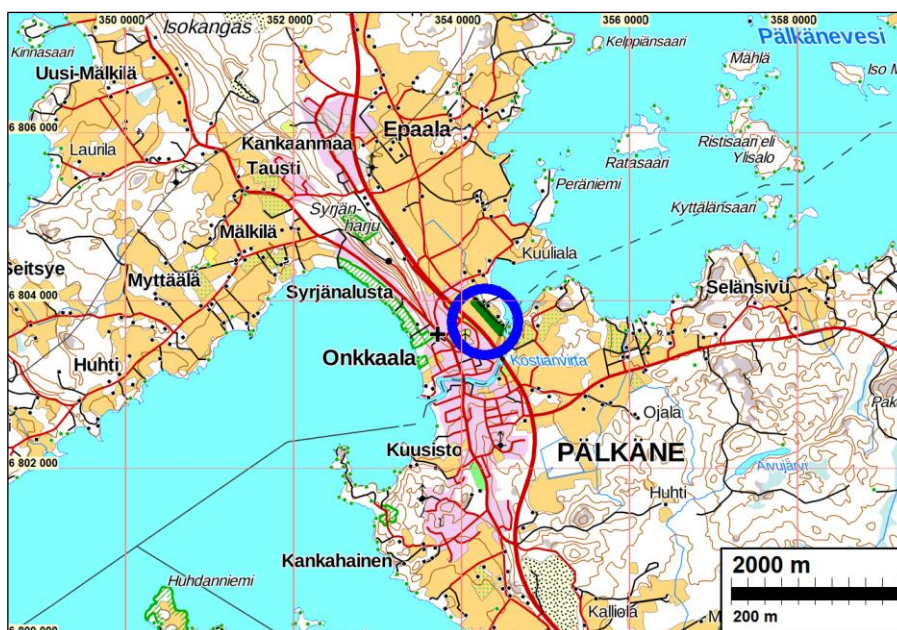 350 0000
352 0000
354 0000
356 0000
358 0000
Isokangas
Kinnasaari
Kelppiänsaari
Pälkänevesi
Uusi-Mälkilä
Mähiä
Iso
6 806 000
Epaala
Kankaanmaa
Ristisaari eli
Ylisalo
Laurila
Tausti
Ratasaari
Peräniemi
Syrjän-
harju
Kyttälänsaari
Mälkilä
Kuuliala
Seitsye
Myttäälä
Syrjänalusta
Selänsivu
6 804 000
Onkkaala
Kostianvirta
Huhti
Ojala
Kuusisto
PÄLKÄNE
6 802 000
Aivujärvi
Huhti
Kankahainen
2000 m
Huhdanniemi
Kalliola
200 m